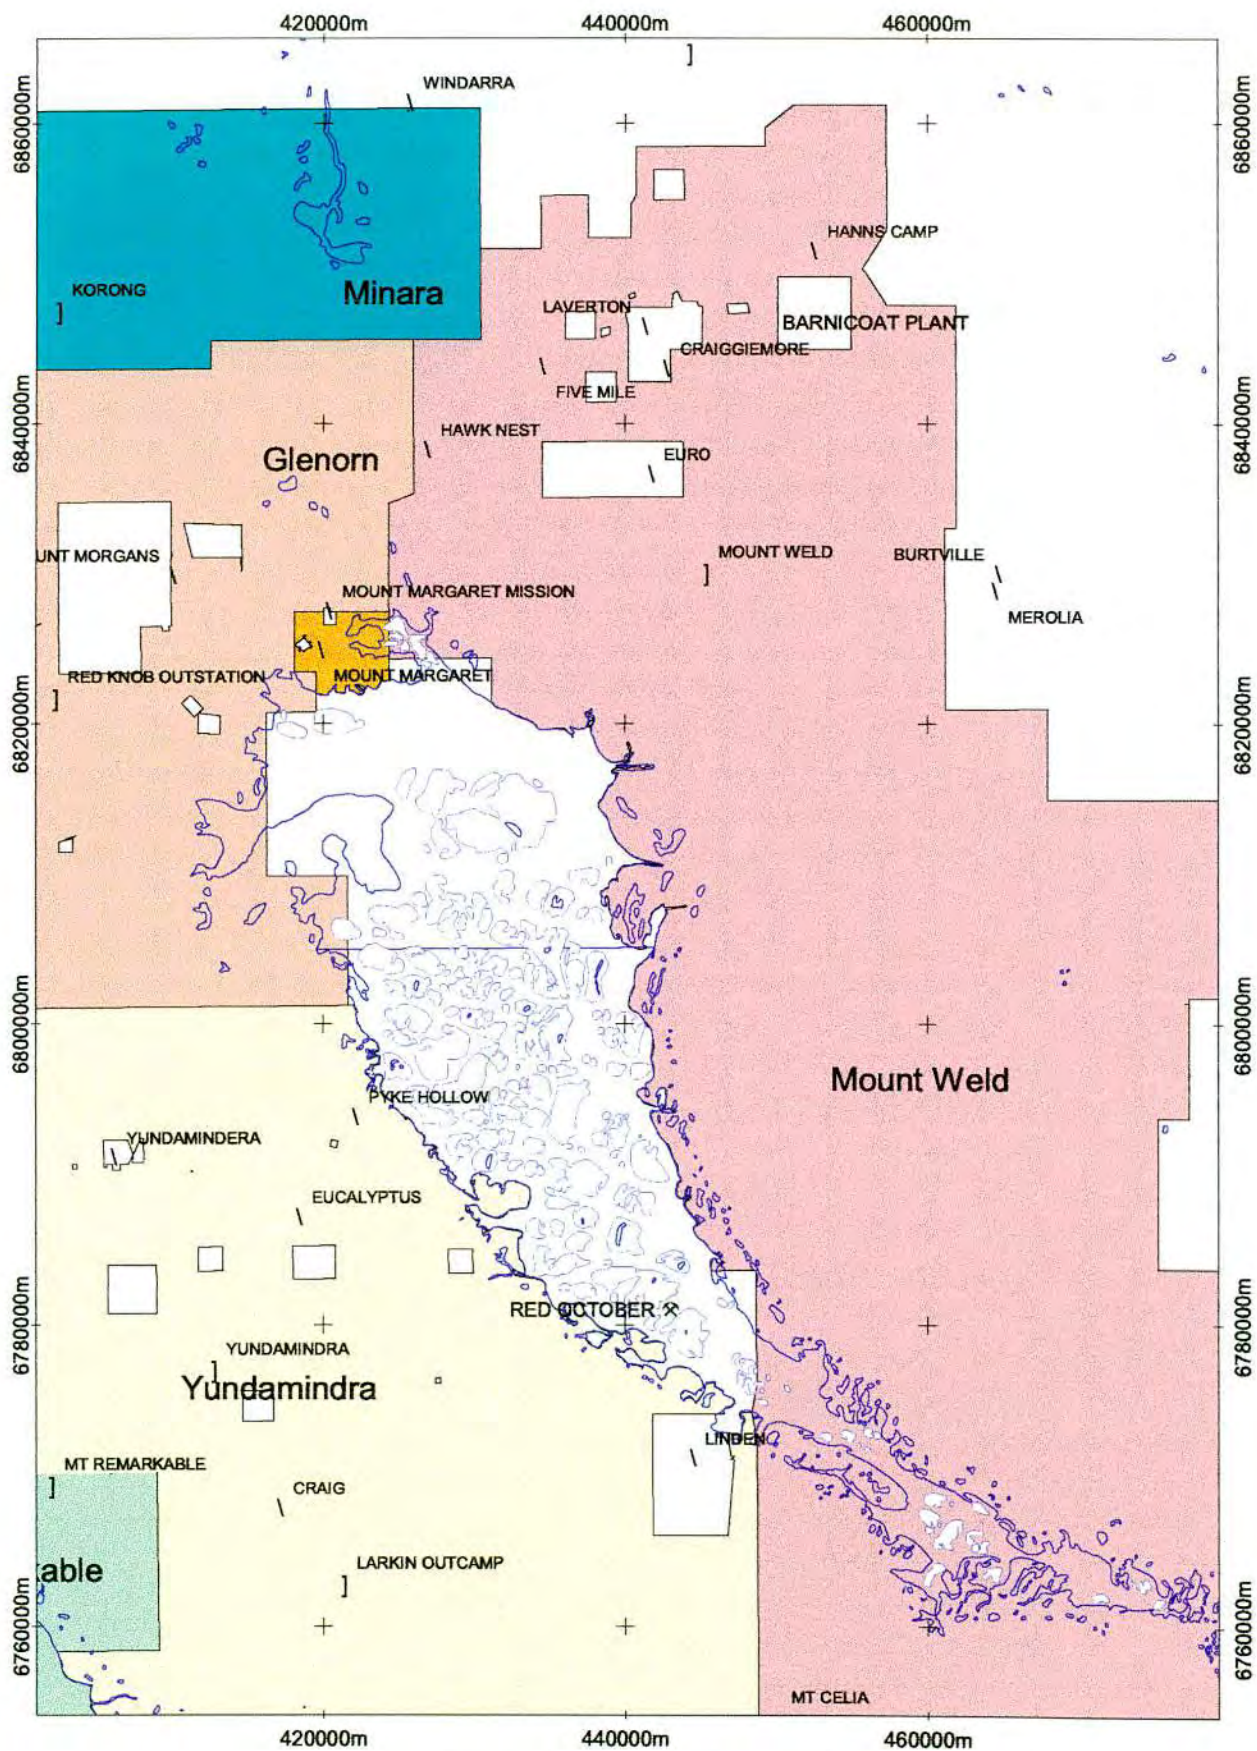 420000m 440000m 460000m
WINDARRA
6860000m 6860000m
HANNS CAMP
KORONG
Minara
LAVERTON
BARNICOAT PLANT
CRAIGGIEMORE
FIVE MILE
6840000m 6840000m
HAWK NEST
Glenorn
EURO
UNT MORGANS
MOUNT WELD
BURTVILLE
MOUNT MARGARET MISSION
MEROLIA
RED KNOB OUTSTATION
MOUNT MARGARET
6820000m 6820000m
6800000m 6800000m
Mount Weld
PYKE HOLLOW
YUNDAMINDERA
EUCALYPTUS
RED OCTOBER
6780000m 6780000m
YUNDAMINDRA
Yundamindra
LINDEN
MT REMARKABLE
CRAIG
LARKIN OUTCAMP
kable
6760000m 6760000m
MT CELIA
420000m 440000m 460000m